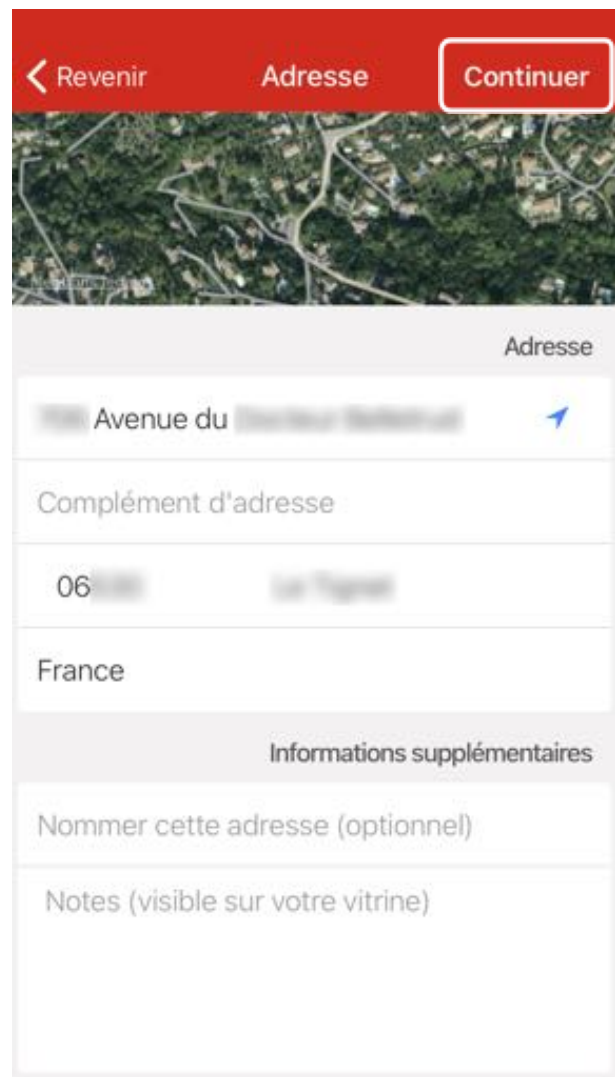 Revenir Adresse Continuer
Adresse
Avenue du
Complément d'adresse
06
France
Informations supplémentaires
Nommer cette adresse (optionnel)
Notes (visible sur votre vitrine)